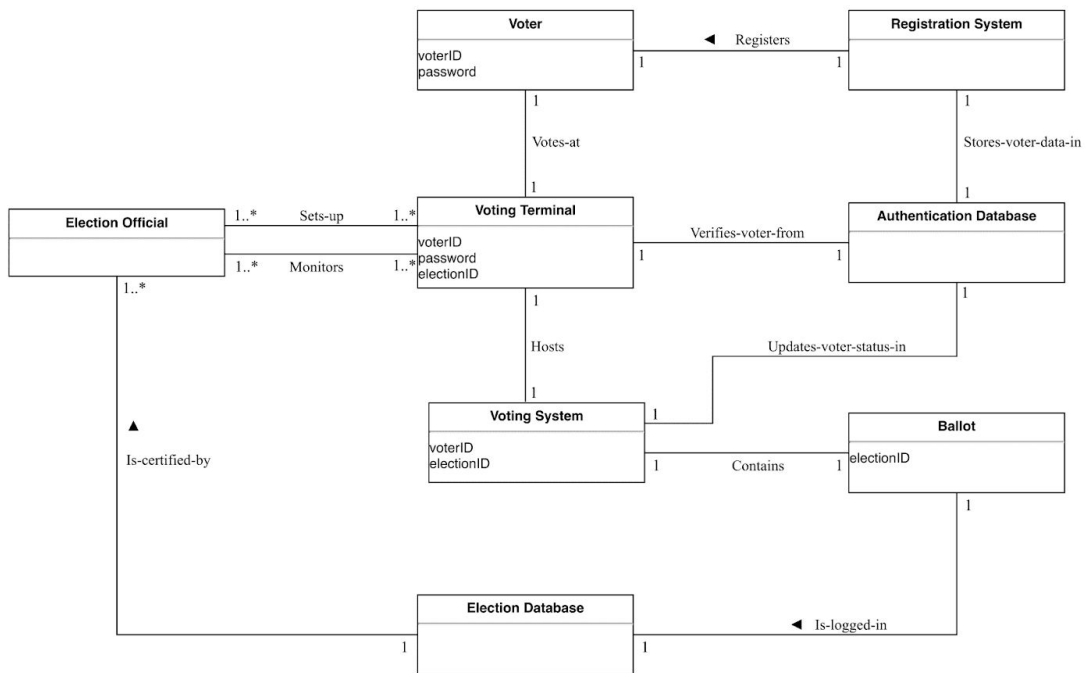 Voter
voterID
password
1
◄ Registers
1
Registration System
1
Votes-at
1
1
Stores-voter-data-in
1
Election Official
1..*
Sets-up
1..*
1..*
Monitors
1..*
1..*
Voting Terminal
voterID
password
electionID
1
Verifies-voter-from
1
Authentication Database
1
Hosts
1
1
Updates-voter-status-in
1
Voting System
voterID
electionID
1
Contains
1
Ballot
electionID
1
▲
Is-certified-by
1
Election Database
1
◄ Is-logged-in